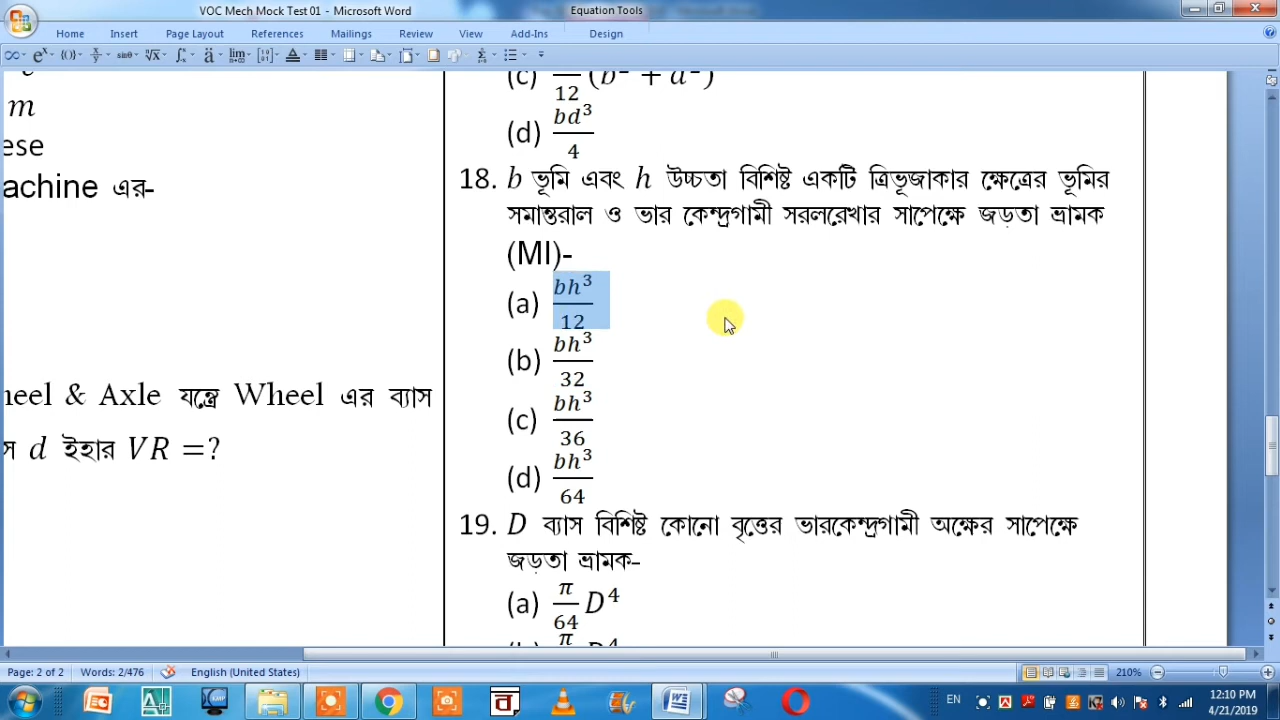 VOC Mech Mock Test 01 - Microsoft Word
Equation Tools
Home Insert Page Layout References Mailings Review View Add-Ins Design
m
ese
achine এর-
heel & Axle যন্ত্রে Wheel এর ব্যাস
স d ইহার VR =?
(c) 12 (b + a)
(d) bd³/4
18. b ভূমি এবং h উচ্চতা বিশিষ্ট একটি ত্রিভূজাকার ক্ষেত্রের ভূমির
সমান্তরাল ও ভার কেন্দ্রগামী সরলরেখার সাপেক্ষে জড়তা ভ্রামক
(MI)-
(a) bh³/12
(b) bh³/32
(c) bh³/36
(d) bh³/64
19. D ব্যাস বিশিষ্ট কোনো বৃত্তের ভারকেন্দ্রগামী অক্ষের সাপেক্ষে
জড়তা ভ্রামক-
(a) π/64 D⁴
Page: 2 of 2 Words: 2/476 English (United States) 210%
EN 12:10 PM
4/21/2019